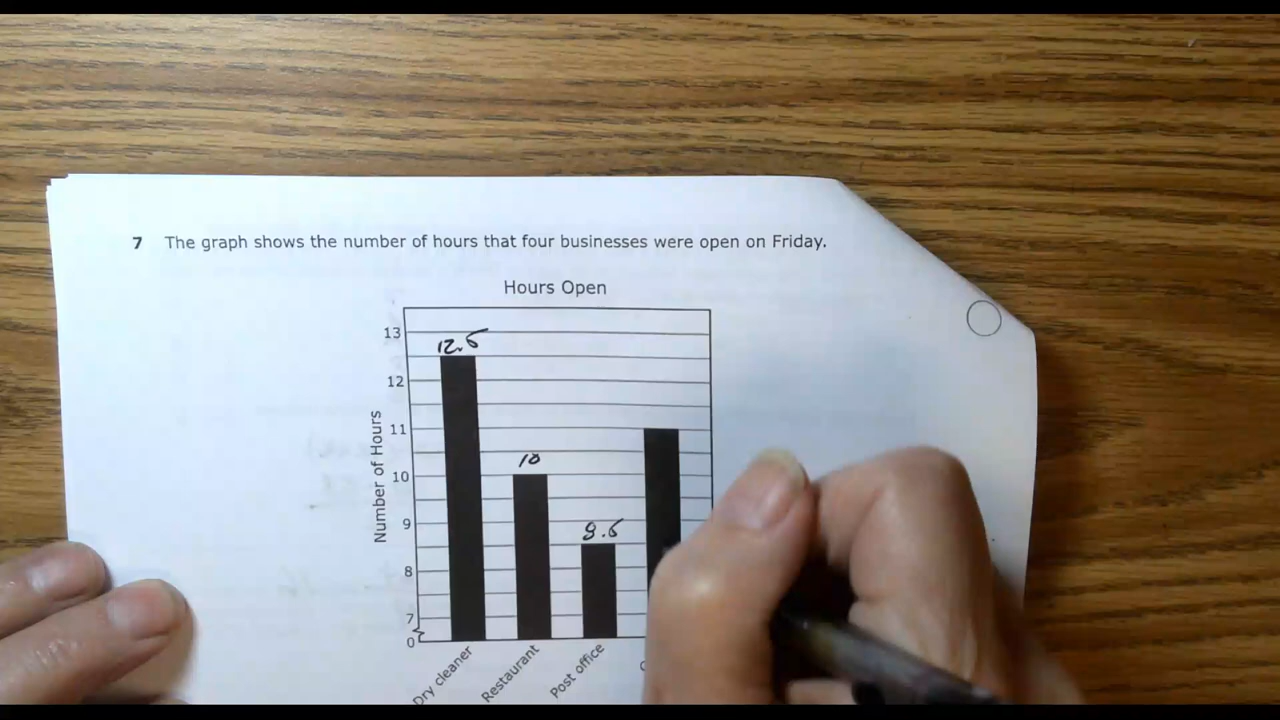 7 The graph shows the number of hours that four businesses were open on Friday.
Hours Open
Number of Hours
13
12
11
10
9
8
7
0
12.5
10
8.5
Dry cleaner
Restaurant
Post office